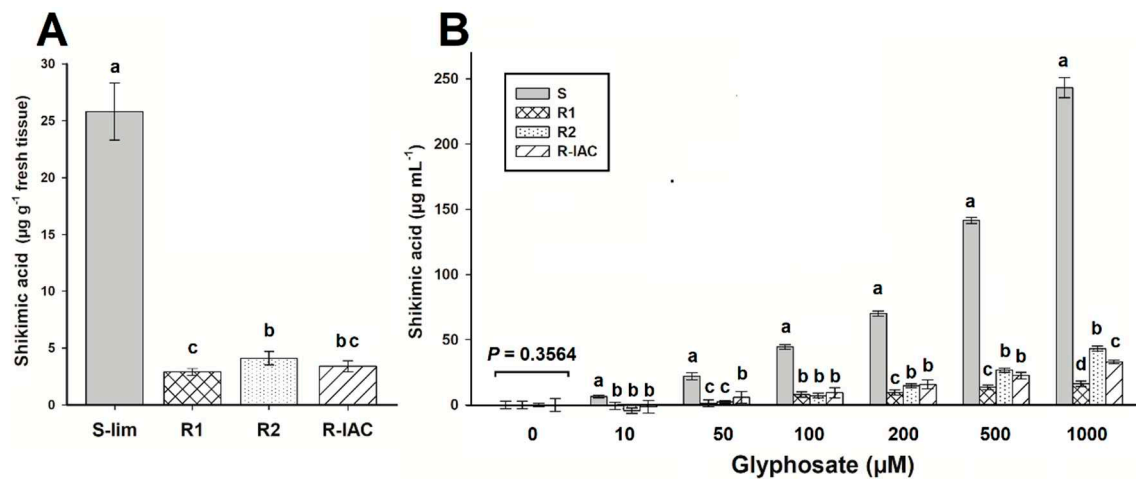 A
Shikimic acid (µg g⁻¹ fresh tissue)
30
25
20
15
10
5
0
a
c
b
b c
S-lim R1 R2 R-IAC
B
Shikimic acid (µg mL⁻¹)
250
200
150
100
50
0
S
R1
R2
R-IAC
P = 0.3564
a b b b
a c c b
a b b b
a c b b
a c b b
a d b c
0 10 50 100 200 500 1000
Glyphosate (µM)